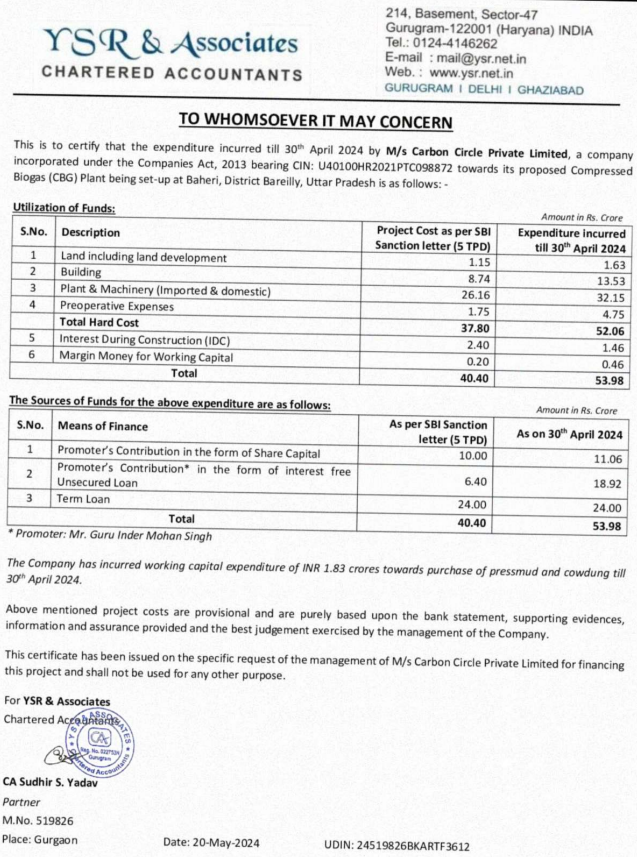 YSR & Associates
CHARTERED ACCOUNTANTS
214, Basement, Sector-47
Gurugram-122001 (Haryana) INDIA
Tel.: 0124-4146262
E-mail : mail@ysr.net.in
Web. : www.ysr.net.in
GURUGRAM I DELHI I GHAZIABAD
TO WHOMSOEVER IT MAY CONCERN
This is to certify that the expenditure incurred till 30th April 2024 by M/s Carbon Circle Private Limited, a company
incorporated under the Companies Act, 2013 bearing CIN: U40100HR2021PTC098872 towards its proposed Compressed
Biogas (CBG) Plant being set-up at Baheri, District Bareilly, Uttar Pradesh is as follows: -
Utilization of Funds:
Amount in Rs. Crore
S.No. Description Project Cost as per SBI Sanction letter (5 TPD) Expenditure incurred till 30th April 2024
1 Land including land development 1.15 1.63
2 Building 8.74 13.53
3 Plant & Machinery (Imported & domestic) 26.16 32.15
4 Preoperative Expenses 1.75 4.75
Total Hard Cost 37.80 52.06
5 Interest During Construction (IDC) 2.40 1.46
6 Margin Money for Working Capital 0.20 0.46
Total 40.40 53.98
The Sources of Funds for the above expenditure are as follows:
Amount in Rs. Crore
S.No. Means of Finance As per SBI Sanction letter (5 TPD) As on 30th April 2024
1 Promoter's Contribution in the form of Share Capital 10.00 11.06
2 Promoter's Contribution* in the form of interest free Unsecured Loan 6.40 18.92
3 Term Loan 24.00 24.00
Total 40.40 53.98
* Promoter: Mr. Guru Inder Mohan Singh
The Company has incurred working capital expenditure of INR 1.83 crores towards purchase of pressmud and cowdung till
30th April 2024.
Above mentioned project costs are provisional and are purely based upon the bank statement, supporting evidences,
information and assurance provided and the best judgement exercised by the management of the Company.
This certificate has been issued on the specific request of the management of M/s Carbon Circle Private Limited for financing
this project and shall not be used for any other purpose.
For YSR & Associates
Chartered Accountants
YSR & ASSOCIATES
CA
Gurugram
Chartered Accountants
CA Sudhir S. Yadav
Partner
M.No. 519826
Place: Gurgaon Date: 20-May-2024 UDIN: 24519826BKARTF3612